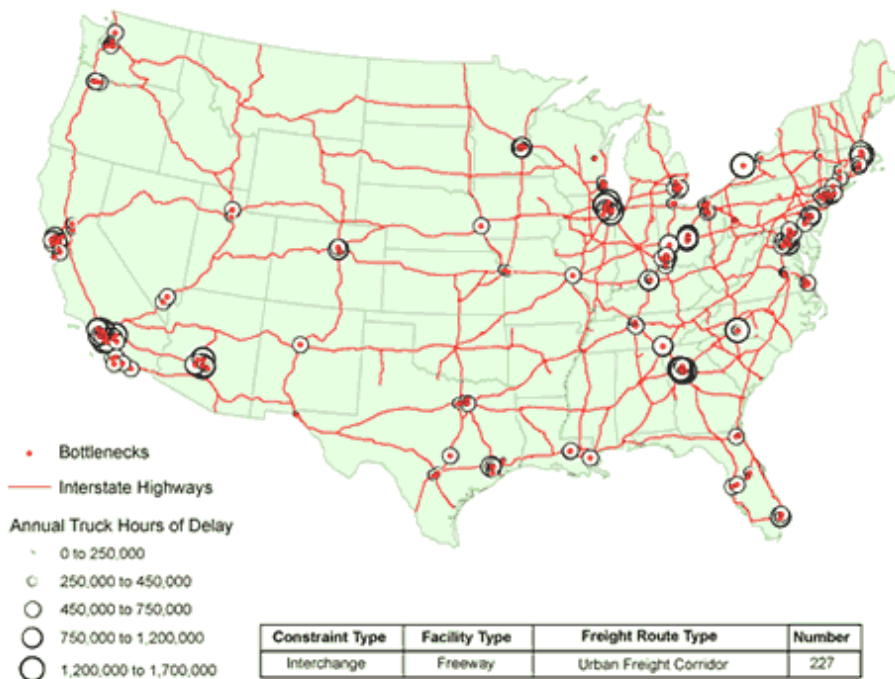 Bottlenecks
Interstate Highways
Annual Truck Hours of Delay
0 to 250,000
250,000 to 450,000
450,000 to 750,000
750,000 to 1,200,000
1,200,000 to 1,700,000
Constraint Type Facility Type Freight Route Type Number
Interchange Freeway Urban Freight Corridor 227